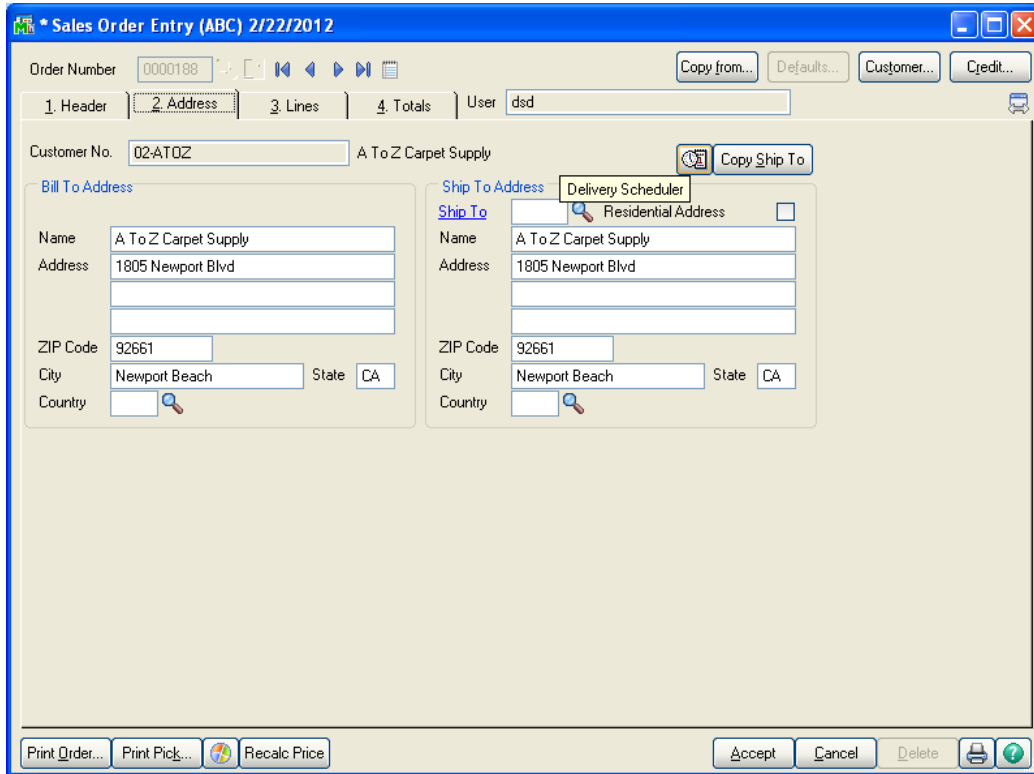 * Sales Order Entry (ABC) 2/22/2012
Order Number 0000188 Copy from... Defaults... Customer... Credit...
1. Header 2. Address 3. Lines 4. Totals User dsd
Customer No. 02-ATOZ A To Z Carpet Supply Copy Ship To
Bill To Address Ship To Address Delivery Scheduler
Ship To Residential Address
Name A To Z Carpet Supply Name A To Z Carpet Supply
Address 1805 Newport Blvd Address 1805 Newport Blvd
ZIP Code 92661 ZIP Code 92661
City Newport Beach State CA City Newport Beach State CA
Country Country
Print Order... Print Pick... Recalc Price Accept Cancel Delete